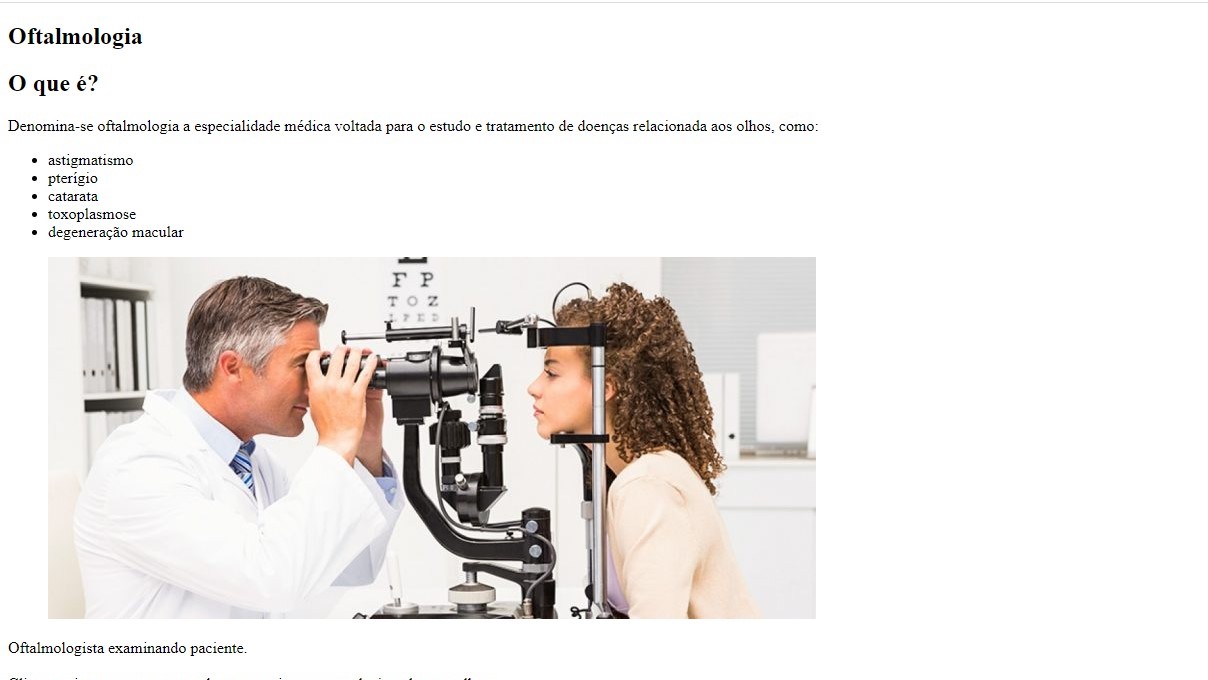 Oftalmologia
O que é?
Denomina-se oftalmologia a especialidade médica voltada para o estudo e tratamento de doenças relacionada aos olhos, como:
astigmatismo
pterígio
catarata
toxoplasmose
degeneração macular
F P
T O Z
L P E D
Oftalmologista examinando paciente.